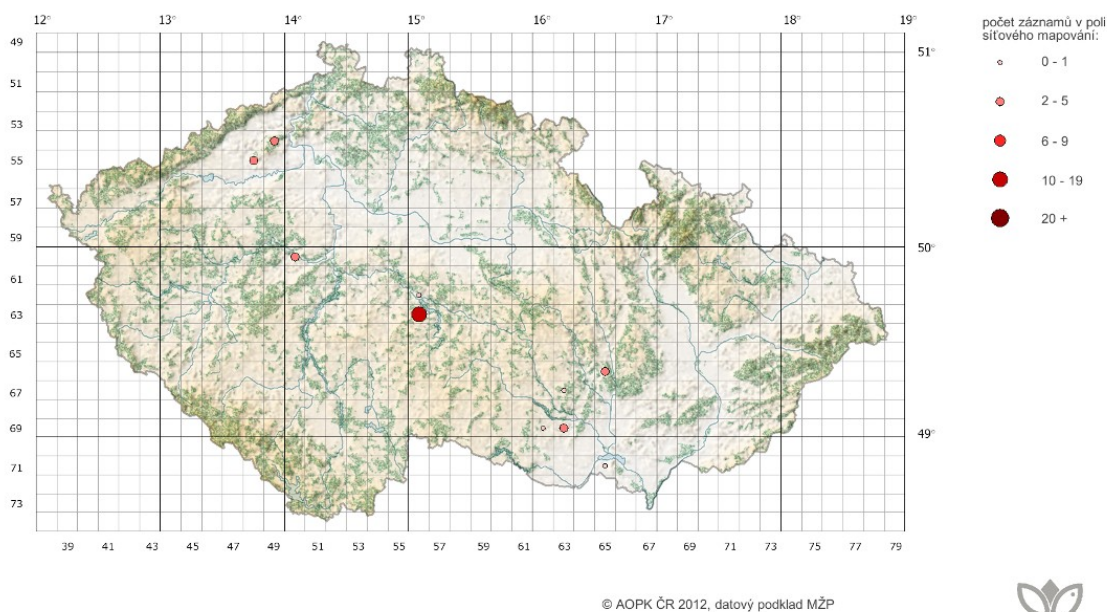 12° 13° 14° 15° 16° 17° 18° 19°
počet záznamů v poli
síťového mapování:
0 - 1
2 - 5
6 - 9
10 - 19
20 +
49
51
53
55
57
59
61
63
65
67
69
71
73
51°
50°
49°
39 41 43 45 47 49 51 53 55 57 59 61 63 65 67 69 71 73 75 77 79
© AOPK ČR 2012, datový podklad MŽP